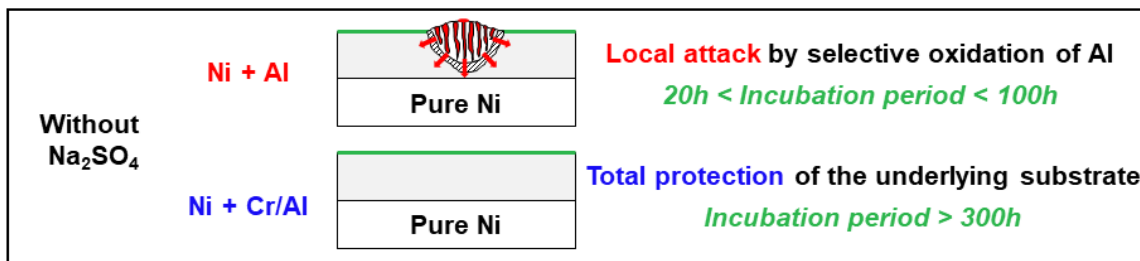 Without
Na₂SO₄
Ni + Al
Pure Ni
Local attack by selective oxidation of Al
20h < Incubation period < 100h
Ni + Cr/Al
Pure Ni
Total protection of the underlying substrate
Incubation period > 300h